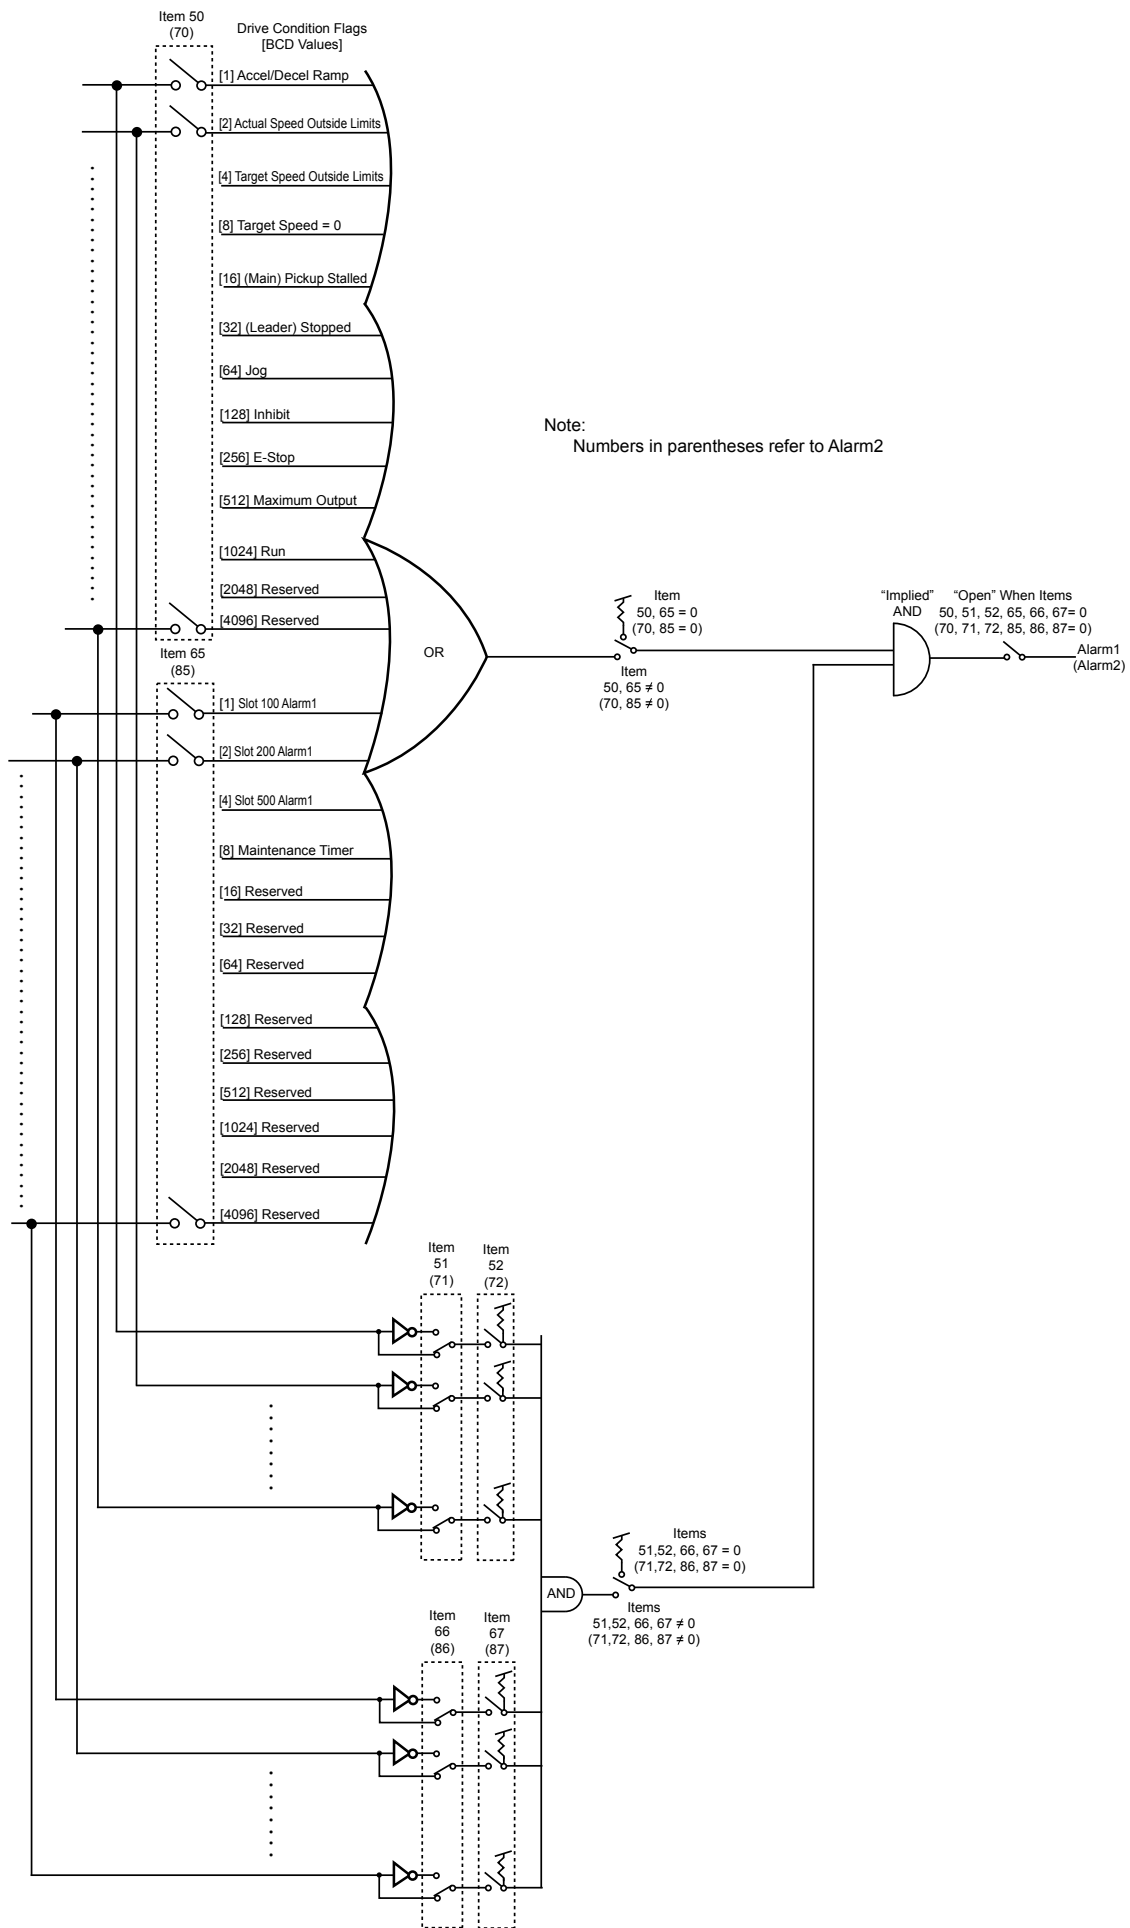 Item 50
(70)
Drive Condition Flags
[BCD Values]
[1] Accel/Decel Ramp
[2] Actual Speed Outside Limits
[4] Target Speed Outside Limits
[8] Target Speed = 0
[16] (Main) Pickup Stalled
[32] (Leader) Stopped
[64] Jog
[128] Inhibit
[256] E-Stop
[512] Maximum Output
[1024] Run
[2048] Reserved
[4096] Reserved
Note:
Numbers in parentheses refer to Alarm2
Item 65
(85)
[1] Slot 100 Alarm1
[2] Slot 200 Alarm1
[4] Slot 500 Alarm1
[8] Maintenance Timer
[16] Reserved
[32] Reserved
[64] Reserved
[128] Reserved
[256] Reserved
[512] Reserved
[1024] Reserved
[2048] Reserved
[4096] Reserved
OR
Item
50, 65 = 0
(70, 85 = 0)
Item
50, 65 ≠ 0
(70, 85 ≠ 0)
“Implied”
AND
“Open” When Items
50, 51, 52, 65, 66, 67= 0
(70, 71, 72, 85, 86, 87= 0)
Alarm1
(Alarm2)
Item
51
(71)
Item
52
(72)
AND
Items
51,52, 66, 67 = 0
(71,72, 86, 87 = 0)
Items
51,52, 66, 67 ≠ 0
(71,72, 86, 87 ≠ 0)
Item
66
(86)
Item
67
(87)